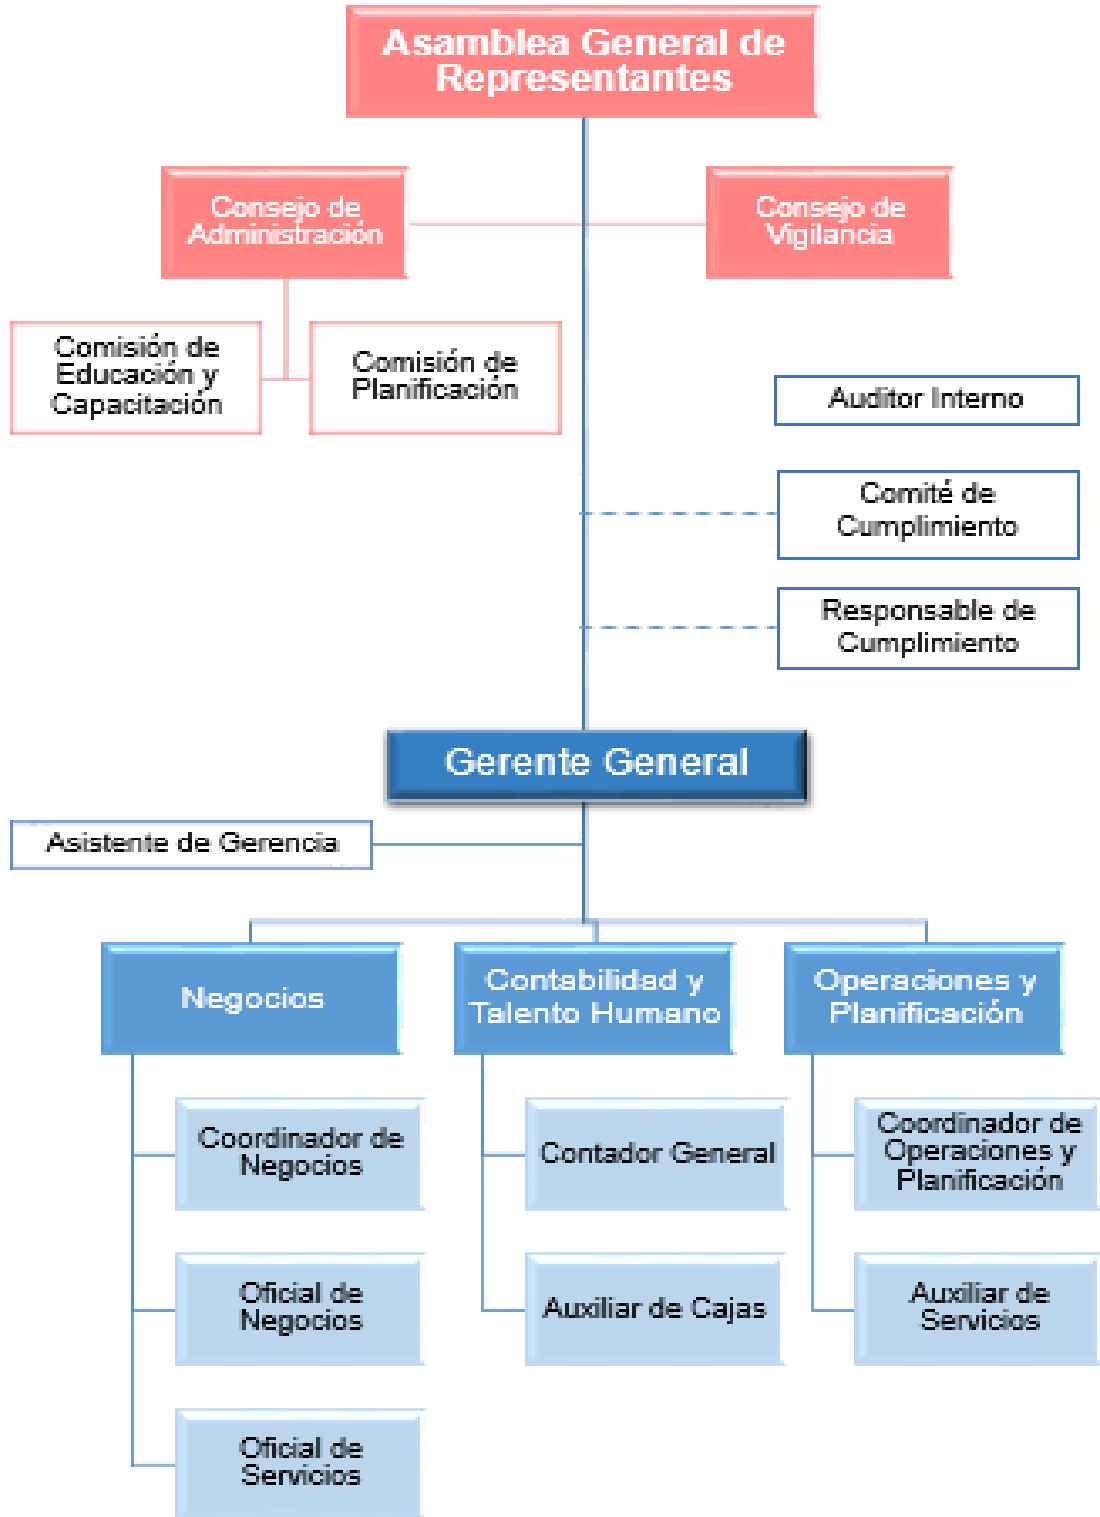 Asamblea General de
Representantes
Consejo de
Administración
Consejo de
Vigilancia
Comisión de
Educación y
Capacitación
Comisión de
Planificación
Auditor Interno
Comité de
Cumplimiento
Responsable de
Cumplimiento
Gerente General
Asistente de Gerencia
Negocios
Contabilidad y
Talento Humano
Operaciones y
Planificación
Coordinador de
Negocios
Contador General
Coordinador de
Operaciones y
Planificación
Oficial de
Negocios
Auxiliar de Cajas
Auxiliar de
Servicios
Oficial de
Servicios